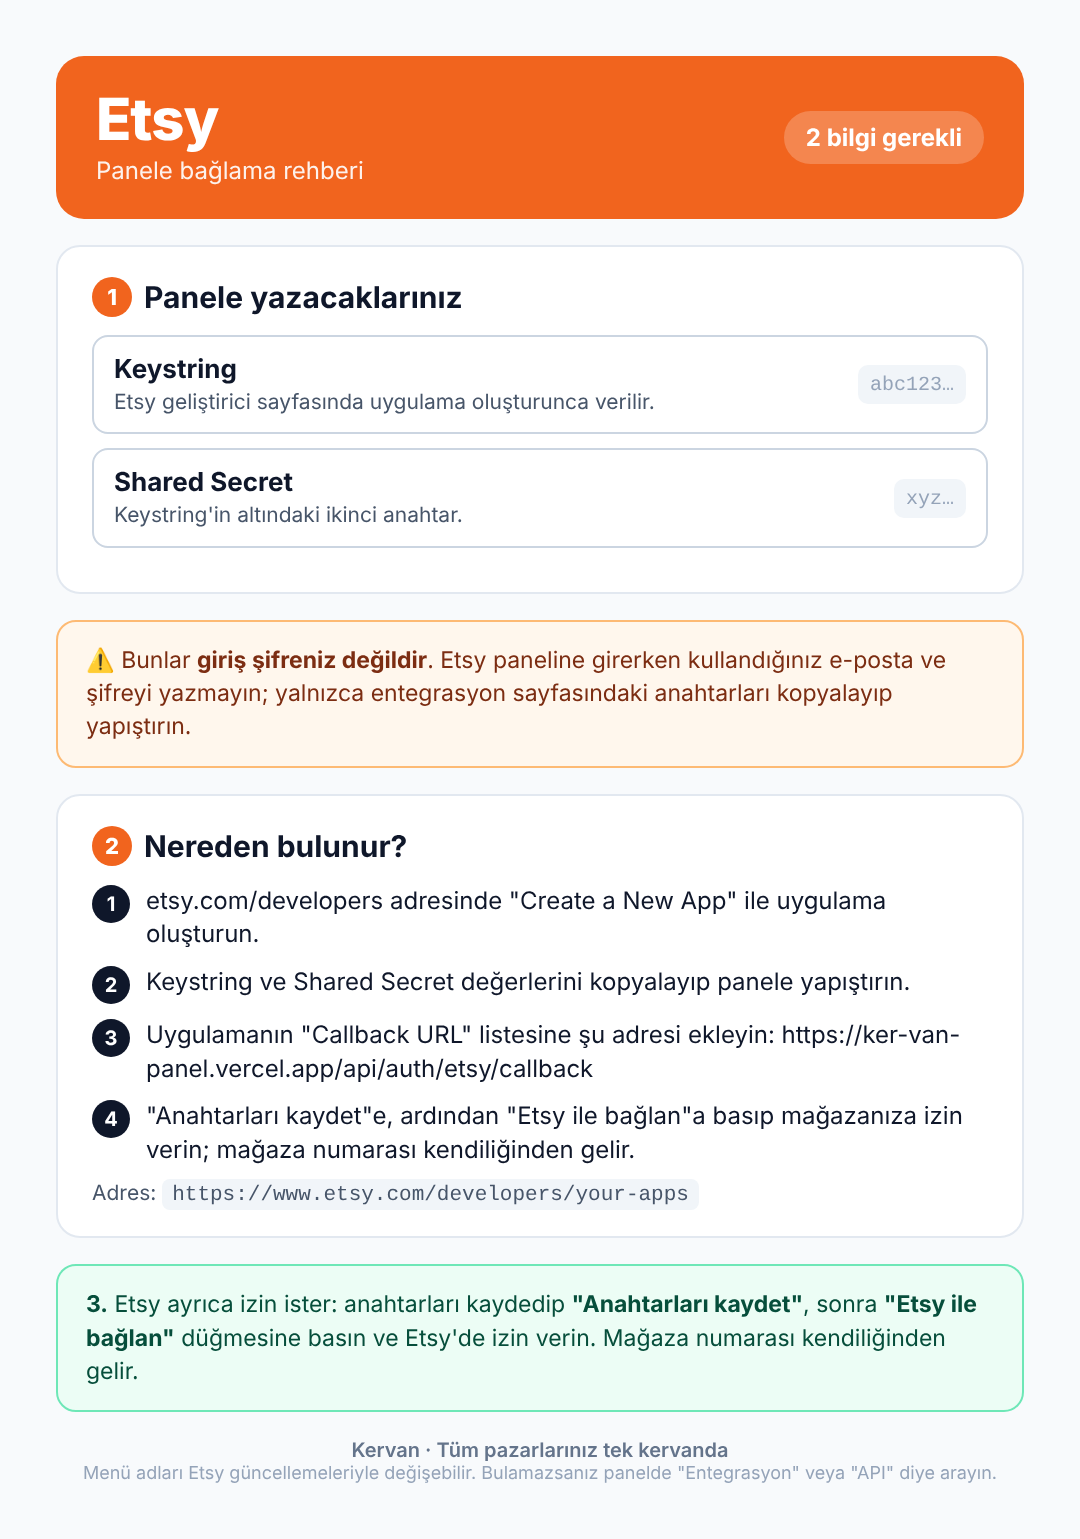 Etsy
Panele bağlama rehberi
2 bilgi gerekli
1 Panele yazacaklarınız
Keystring
Etsy geliştirici sayfasında uygulama oluşturunca verilir.
abc123…
Shared Secret
Keystring'in altındaki ikinci anahtar.
xyz…
⚠️ Bunlar giriş şifreniz değildir. Etsy paneline girerken kullandığınız e-posta ve
şifreyi yazmayın; yalnızca entegrasyon sayfasındaki anahtarları kopyalayıp
yapıştırın.
2 Nereden bulunur?
1 etsy.com/developers adresinde "Create a New App" ile uygulama
oluşturun.
2 Keystring ve Shared Secret değerlerini kopyalayıp panele yapıştırın.
3 Uygulamanın "Callback URL" listesine şu adresi ekleyin: https://ker-van-
panel.vercel.app/api/auth/etsy/callback
4 "Anahtarları kaydet"e, ardından "Etsy ile bağlan"a basıp mağazanıza izin
verin; mağaza numarası kendiliğinden gelir.
Adres: https://www.etsy.com/developers/your-apps
3. Etsy ayrıca izin ister: anahtarları kaydedip "Anahtarları kaydet", sonra "Etsy ile
bağlan" düğmesine basın ve Etsy'de izin verin. Mağaza numarası kendiliğinden
gelir.
Kervan · Tüm pazarlarınız tek kervanda
Menü adları Etsy güncellemeleriyle değişebilir. Bulamazsanız panelde "Entegrasyon" veya "API" diye arayın.